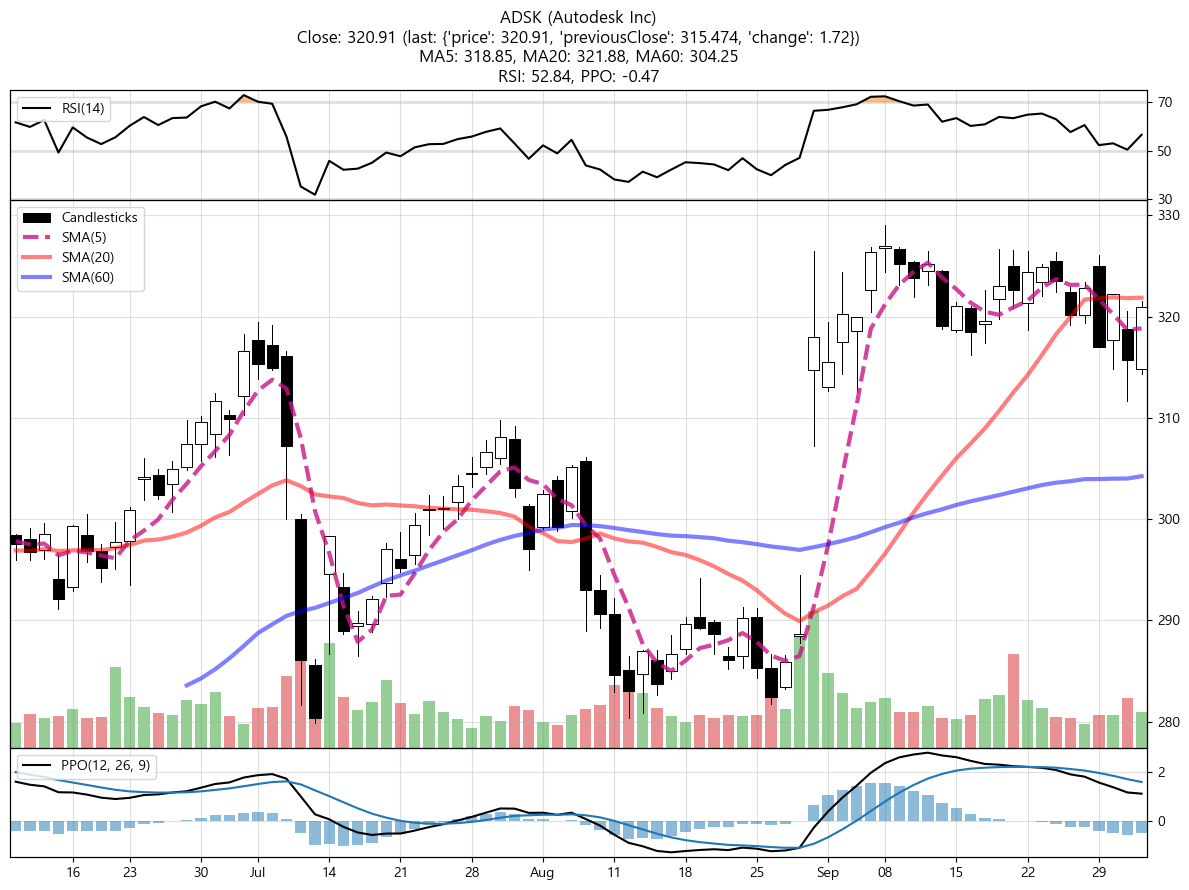 ADSK (Autodesk Inc)
Close: 320.91 (last: {'price': 320.91, 'previousClose': 315.474, 'change': 1.72})
MA5: 318.85, MA20: 321.88, MA60: 304.25
RSI: 52.84, PPO: -0.47
RSI(14)
70
50
30
Candlesticks
SMA(5)
SMA(20)
SMA(60)
330
320
310
300
290
280
PPO(12, 26, 9)
2
0
16 23 30 Jul 14 21 28 Aug 11 18 25 Sep 08 15 22 29